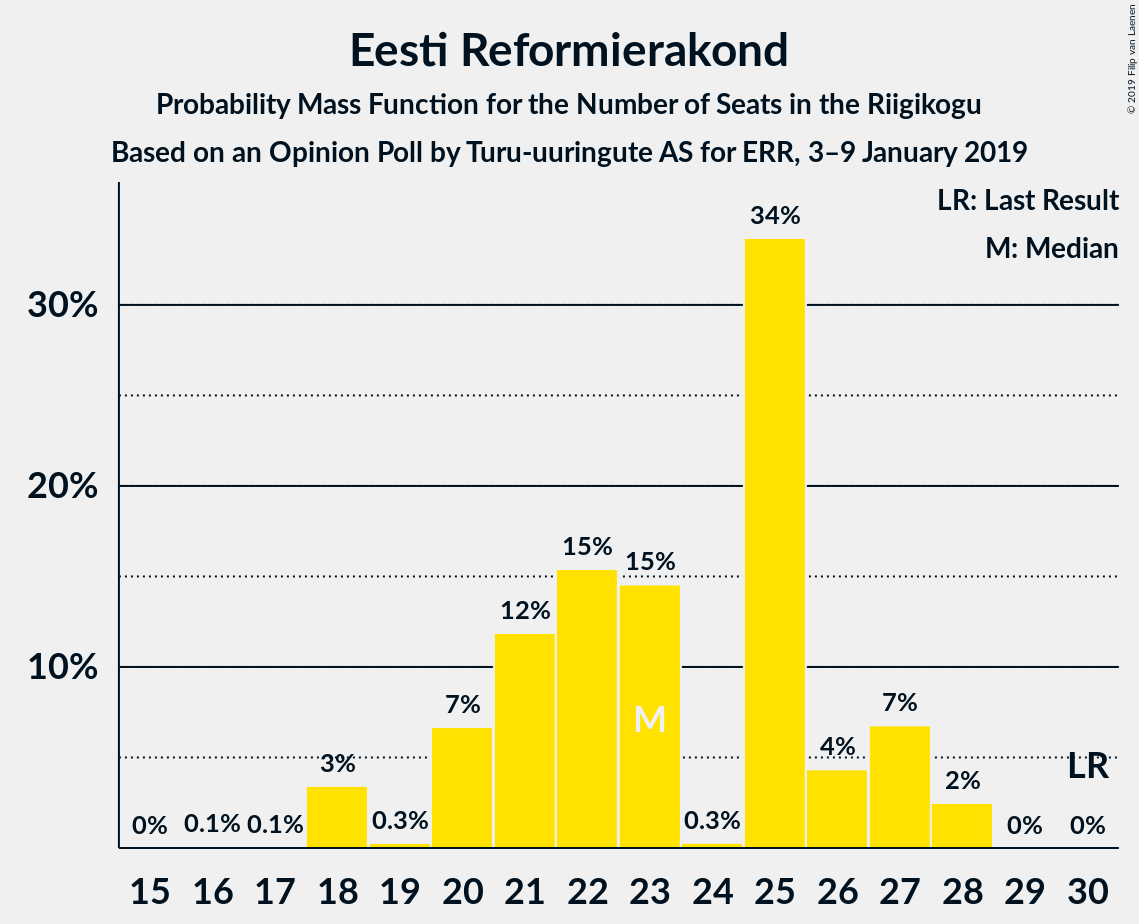 Eesti Reformierakond
Probability Mass Function for the Number of Seats in the Riigikogu
Based on an Opinion Poll by Turu-uuringute AS for ERR, 3–9 January 2019
© 2019 Filip van Laenen
LR: Last Result
M: Median
34%
30%
20%
15%
15%
12%
10%
7%
7%
4%
3%
2%
M
LR
0%
0.1%
0.1%
0.3%
0.3%
0%
0%
15 16 17 18 19 20 21 22 23 24 25 26 27 28 29 30